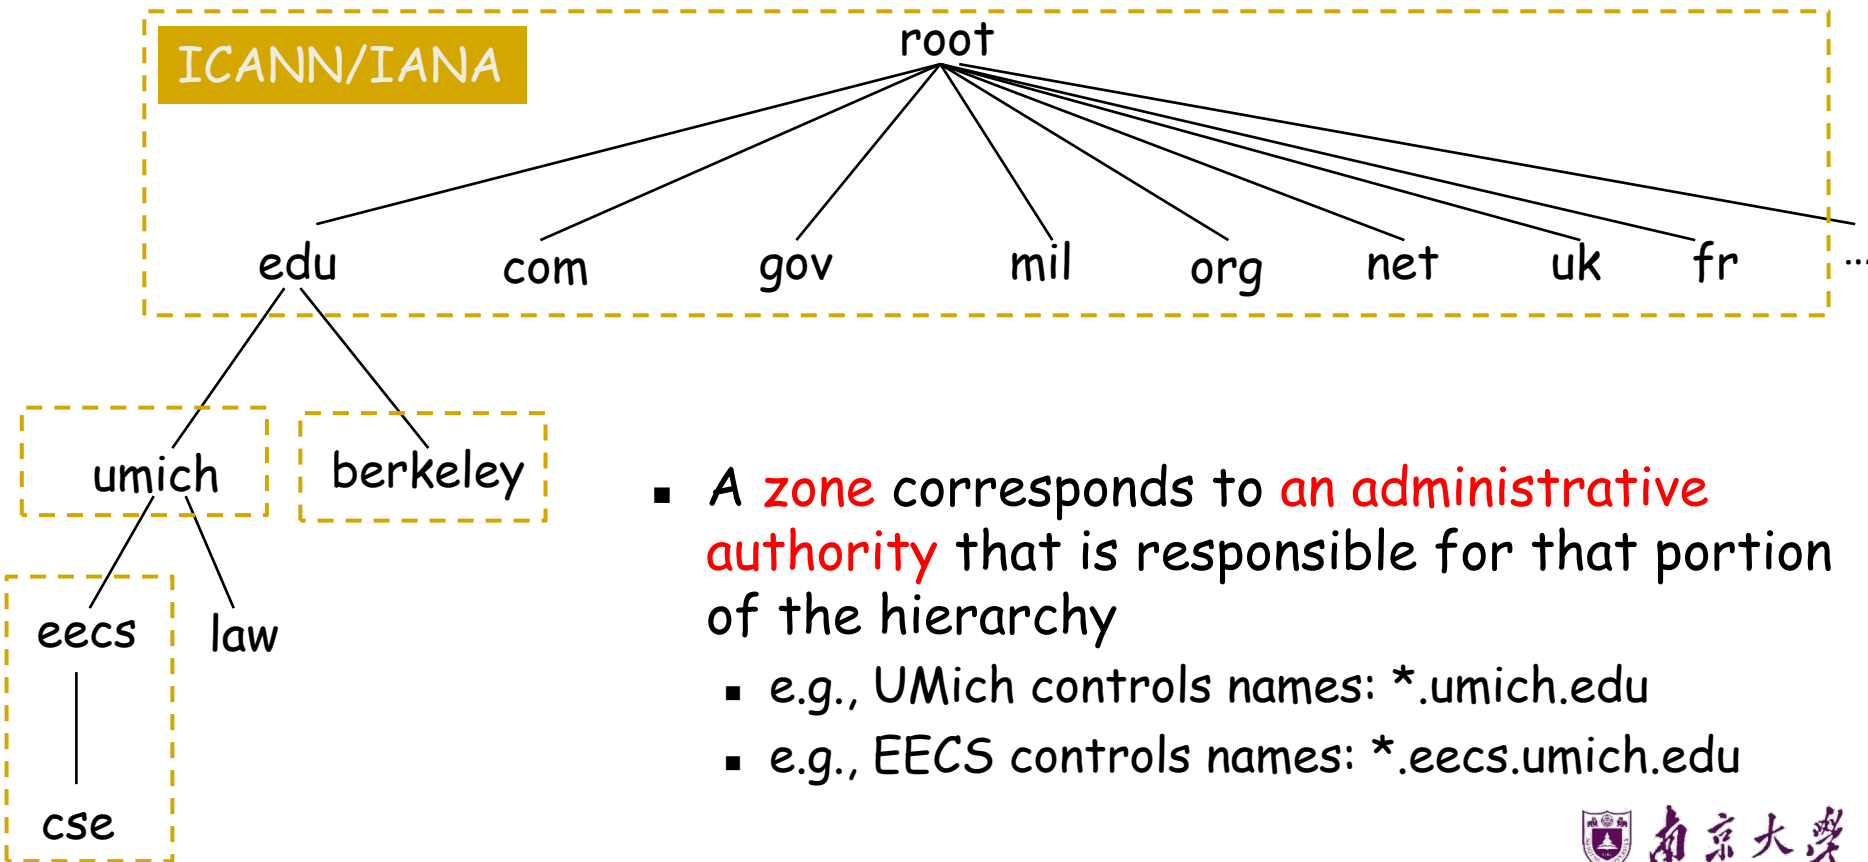 root
ICANN/IANA
edu com gov mil org net uk fr ...
umich berkeley
eecs law
cse
▪ A zone corresponds to an administrative
authority that is responsible for that portion
of the hierarchy
▪ e.g., UMich controls names: *.umich.edu
▪ e.g., EECS controls names: *.eecs.umich.edu
南京大學